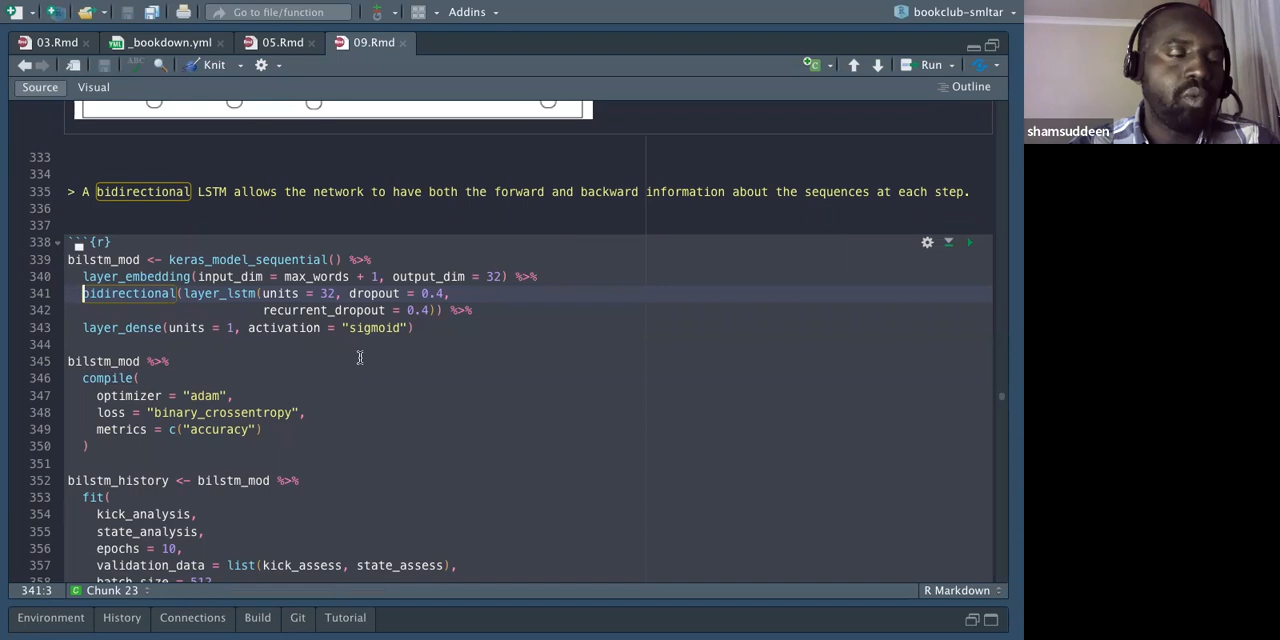 Go to file/function
Addins
bookclub-smltar
03.Rmd
_bookdown.yml
05.Rmd
09.Rmd
ABC
Knit
Run
Source
Visual
Outline
shamsuddeen
333
334
335 > A bidirectional LSTM allows the network to have both the forward and backward information about the sequences at each step.
336
337
338 ```{r}
339 bilstm_mod <- keras_model_sequential() %>%
340 layer_embedding(input_dim = max_words + 1, output_dim = 32) %>%
341 bidirectional(layer_lstm(units = 32, dropout = 0.4,
342 recurrent_dropout = 0.4)) %>%
343 layer_dense(units = 1, activation = "sigmoid")
344
345 bilstm_mod %>%
346 compile(
347 optimizer = "adam",
348 loss = "binary_crossentropy",
349 metrics = c("accuracy")
350 )
351
352 bilstm_history <- bilstm_mod %>%
353 fit(
354 kick_analysis,
355 state_analysis,
356 epochs = 10,
357 validation_data = list(kick_assess, state_assess),
358 batch_size = 512
341:3
Chunk 23
R Markdown
Environment
History
Connections
Build
Git
Tutorial